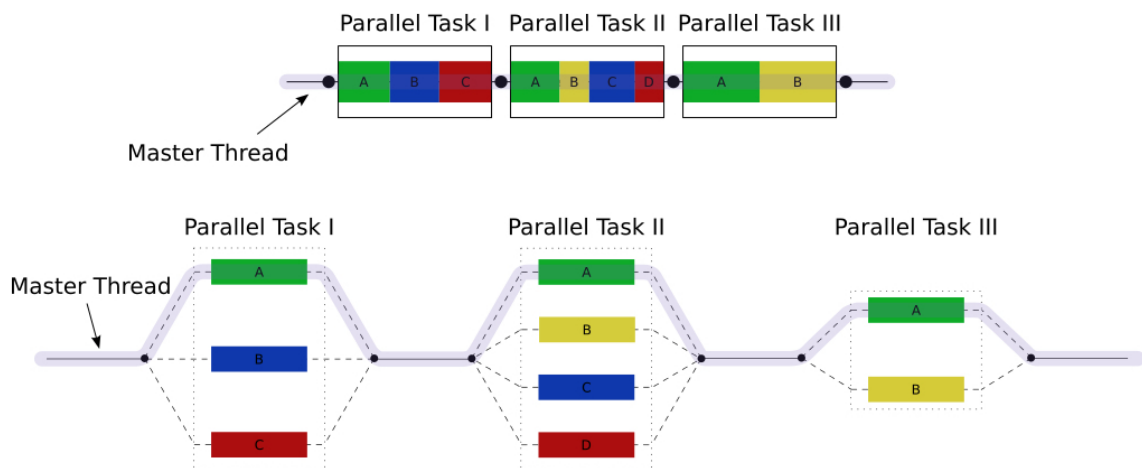 Parallel Task I Parallel Task II Parallel Task III
A B C A B C D A B
Master Thread
Parallel Task I Parallel Task II Parallel Task III
A A
Master Thread
A
B
B
C
B
C D